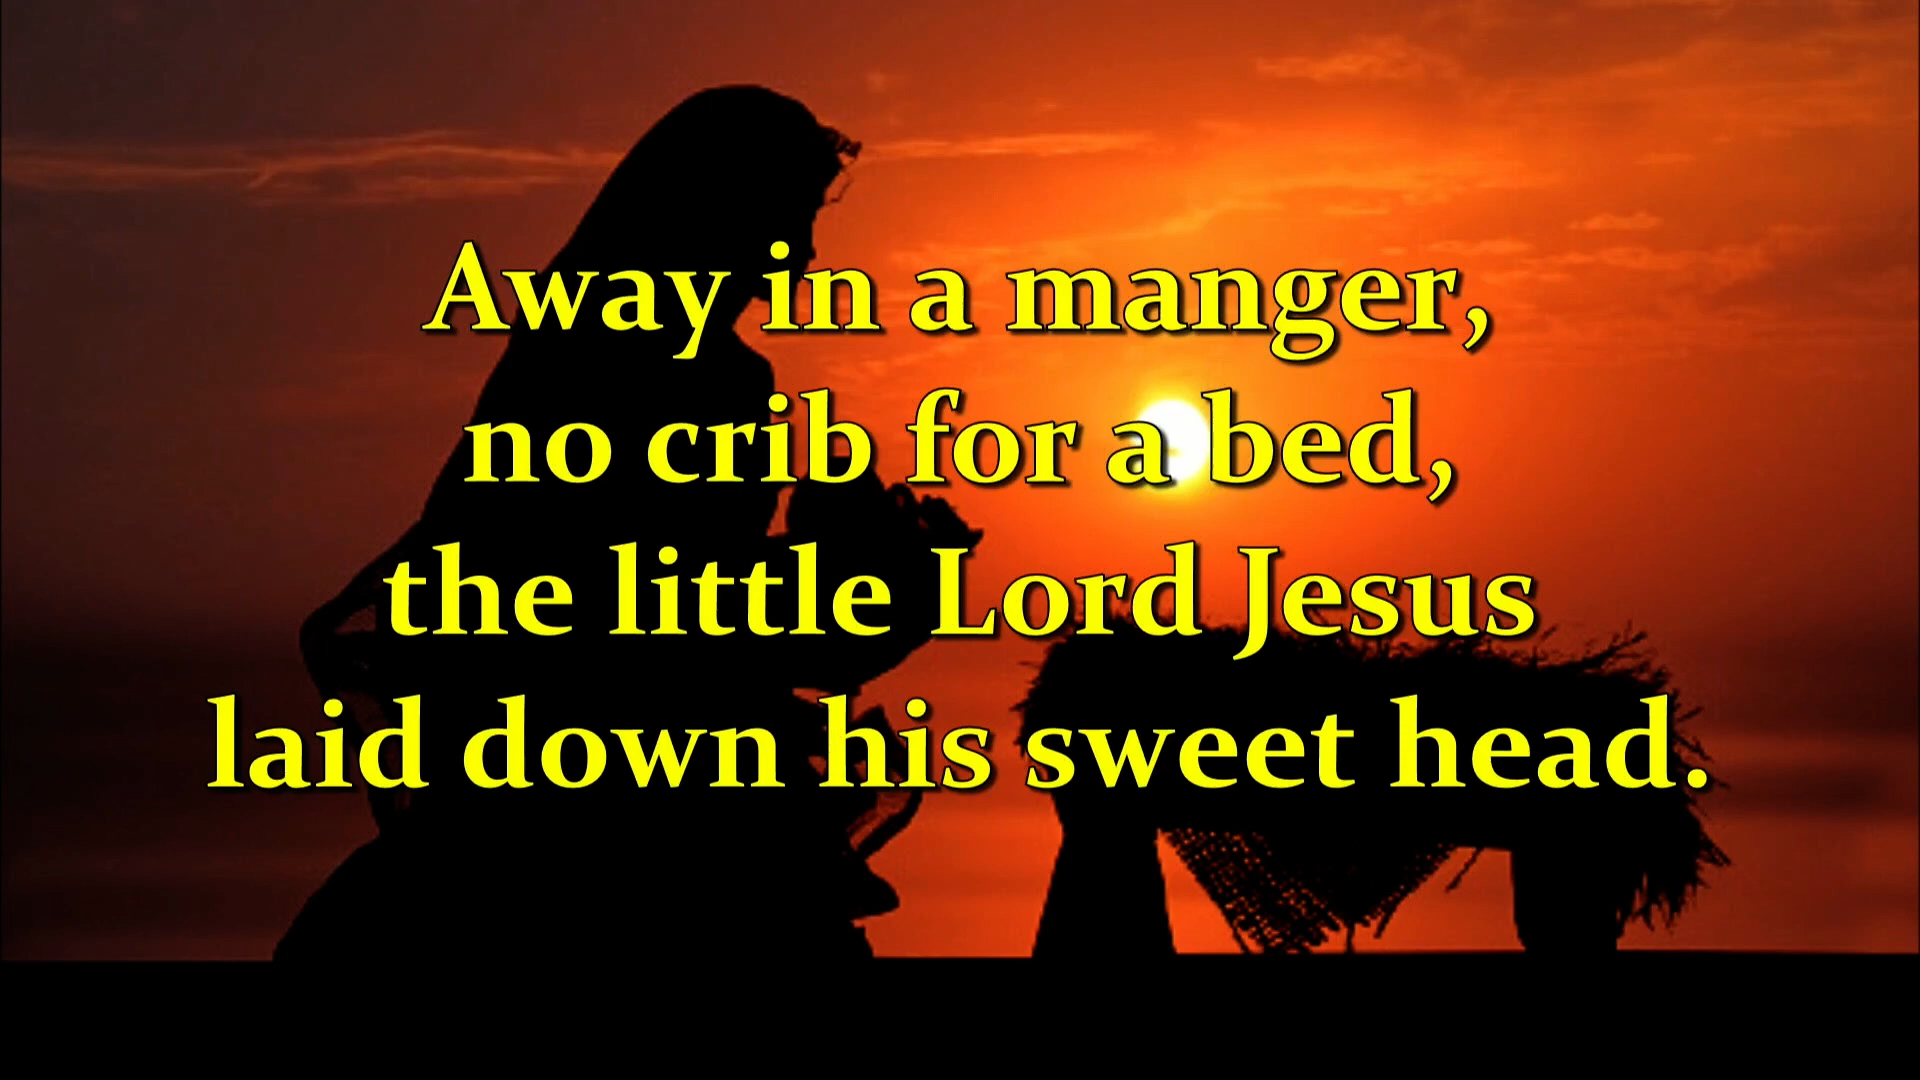 Away in a manger,
no crib for a bed,
the little Lord Jesus
laid down his sweet head.